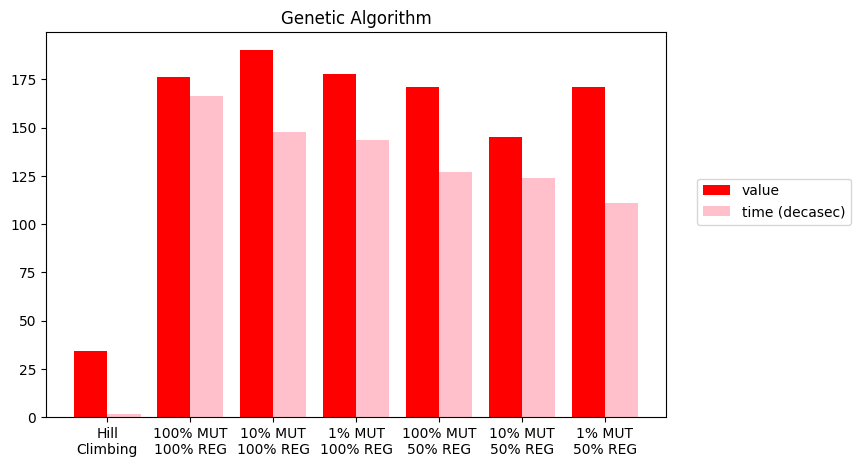 Genetic Algorithm
175
150
125
100
75
50
25
0
Hill
Climbing
100% MUT
100% REG
10% MUT
100% REG
1% MUT
100% REG
100% MUT
50% REG
10% MUT
50% REG
1% MUT
50% REG
value
time (decasec)